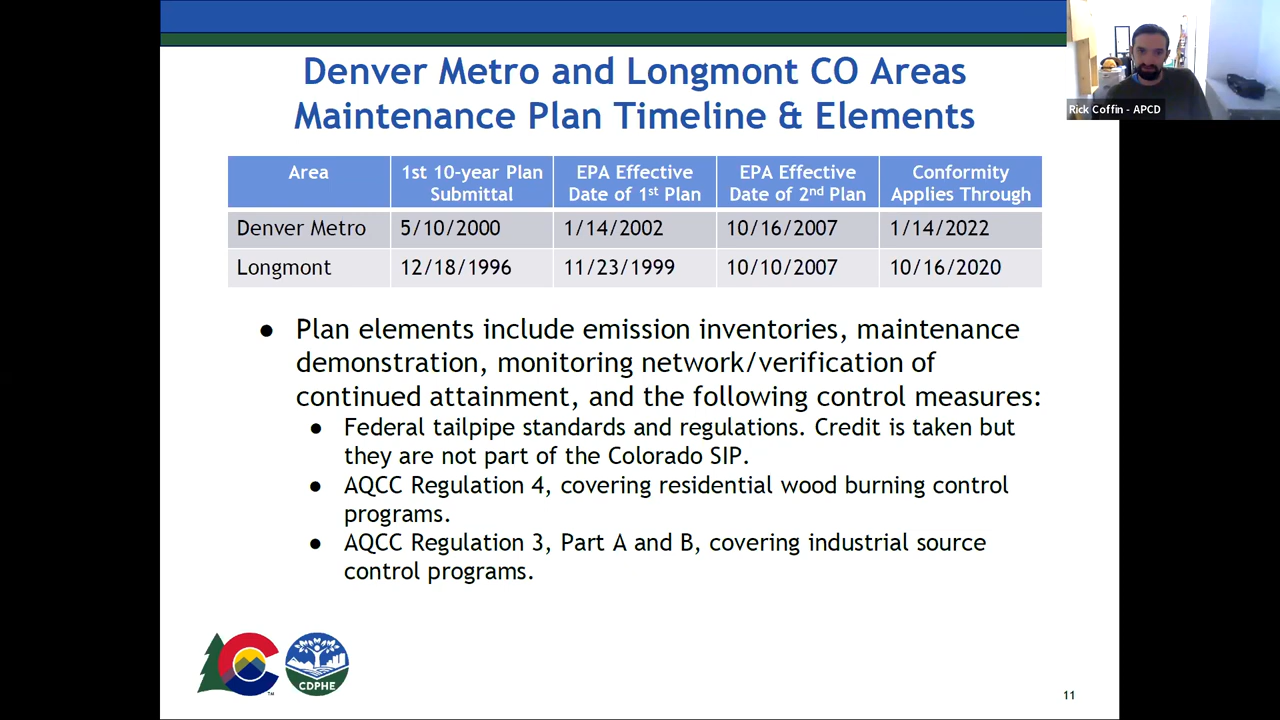 Denver Metro and Longmont CO Areas
Maintenance Plan Timeline & Elements
Rick Coffin - APCD
Area
1st 10-year Plan
Submittal
EPA Effective
Date of 1st Plan
EPA Effective
Date of 2nd Plan
Conformity
Applies Through
Denver Metro 5/10/2000 1/14/2002 10/16/2007 1/14/2022
Longmont 12/18/1996 11/23/1999 10/10/2007 10/16/2020
● Plan elements include emission inventories, maintenance
demonstration, monitoring network/verification of
continued attainment, and the following control measures:
● Federal tailpipe standards and regulations. Credit is taken but
they are not part of the Colorado SIP.
● AQCC Regulation 4, covering residential wood burning control
programs.
● AQCC Regulation 3, Part A and B, covering industrial source
control programs.
TM
CDPHE
11